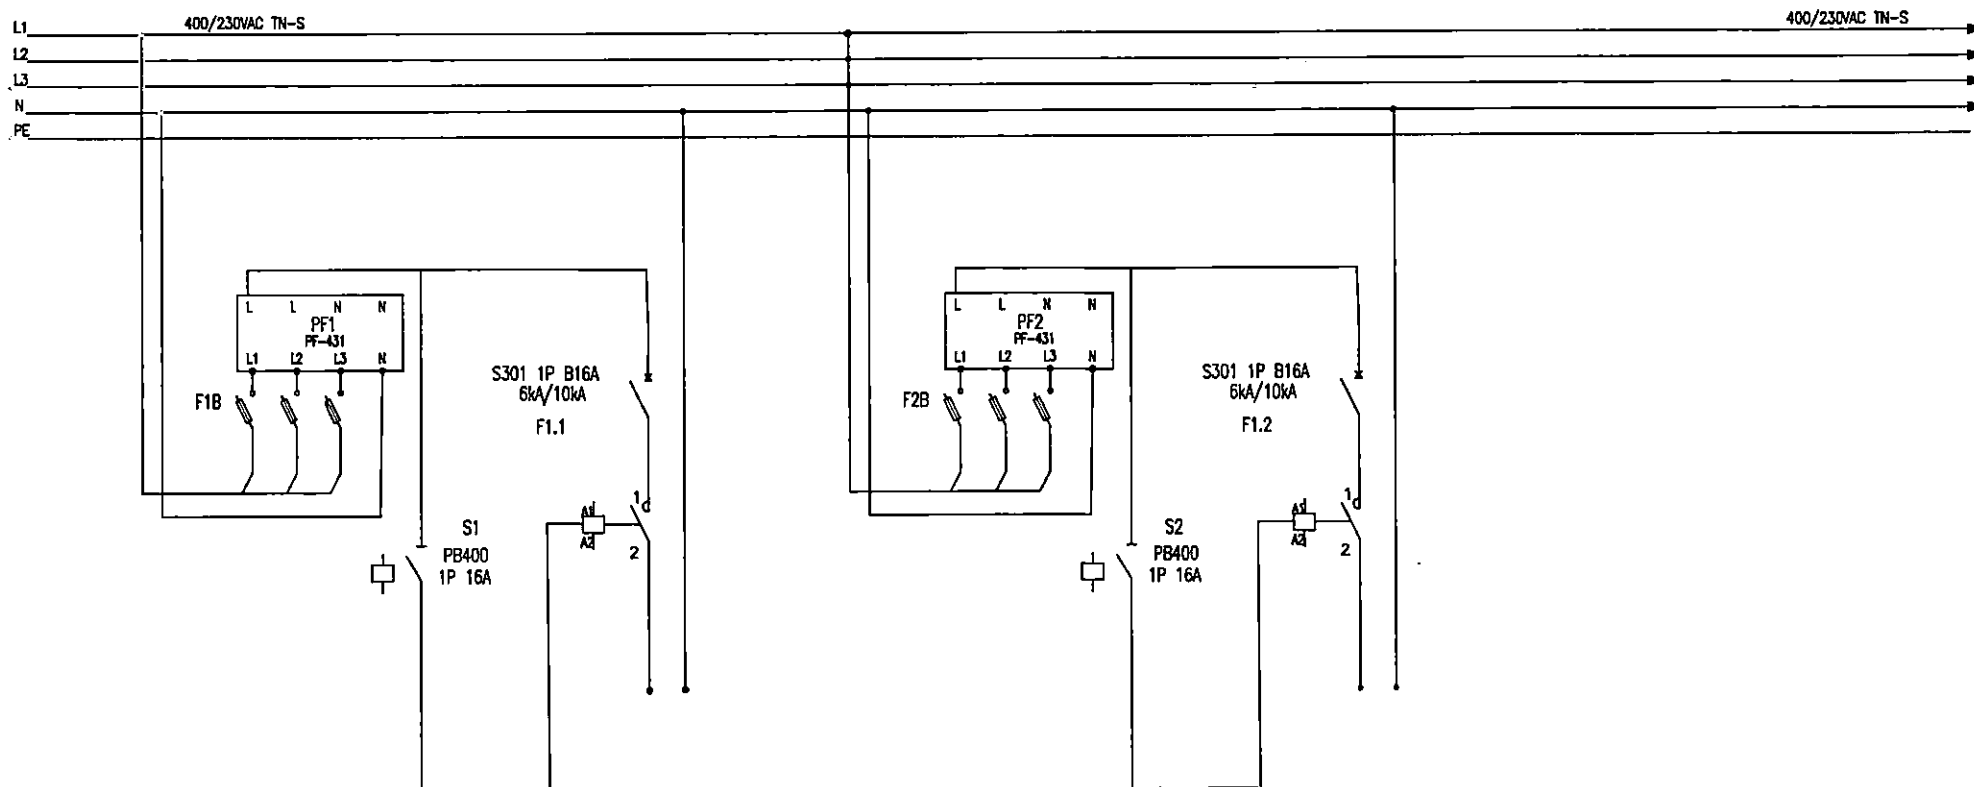 L1 400/230VAC TN-S 400/230VAC TN-S
L2
L3
N
PE
L L N N
PF1
PF-431
L1 L2 L3 N
F1B
S301 1P B16A
6kA/10kA
F1.1
1
A1
A2
2
S1
PB400
1P 16A
L L N N
PF2
PF-431
L1 L2 L3 N
F2B
S301 1P B16A
6kA/10kA
F1.2
1
A1
A2
2
S2
PB400
1P 16A